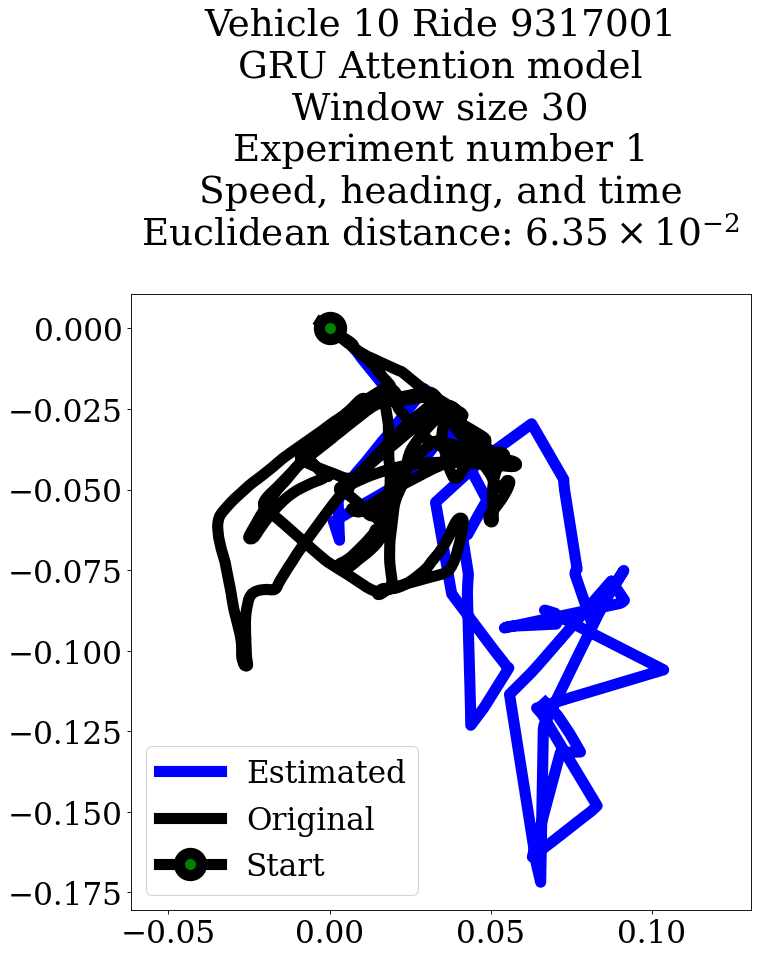 Vehicle 10 Ride 9317001
GRU Attention model
Window size 30
Experiment number 1
Speed, heading, and time
Euclidean distance: 6.35 × 10⁻²
0.000
−0.025
−0.050
−0.075
−0.100
−0.125
−0.150
−0.175
Estimated
Original
Start
−0.05
0.00
0.05
0.10